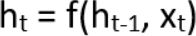 hₜ = f(hₜ₋₁, xₜ)